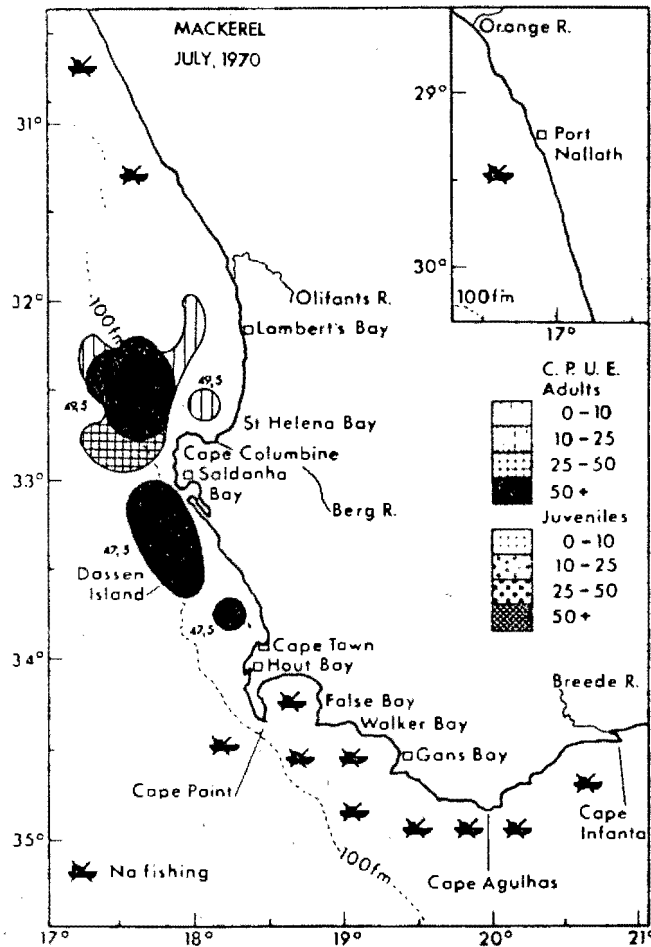 MACKEREL
JULY, 1970
Orange R.
29°
Port
Nallath
30°
100fm
17°
31°
32°
33°
34°
35°
100fm
Olifants R.
Lambert's Bay
49,5
49,5
St Helena Bay
Cape Columbine
Saldanha
Bay
Berg R.
47,5
Dassen
Island
47,5
Cape Town
Hout Bay
False Bay
Walker Bay
Gans Bay
Breede R.
Cape Point
Cape
Infanta
100fm
Cape Agulhas
No fishing
C. P. U. E.
Adults
0-10
10-25
25-50
50+
Juveniles
0-10
10-25
25-50
50+
17°
18°
19°
20°
21°